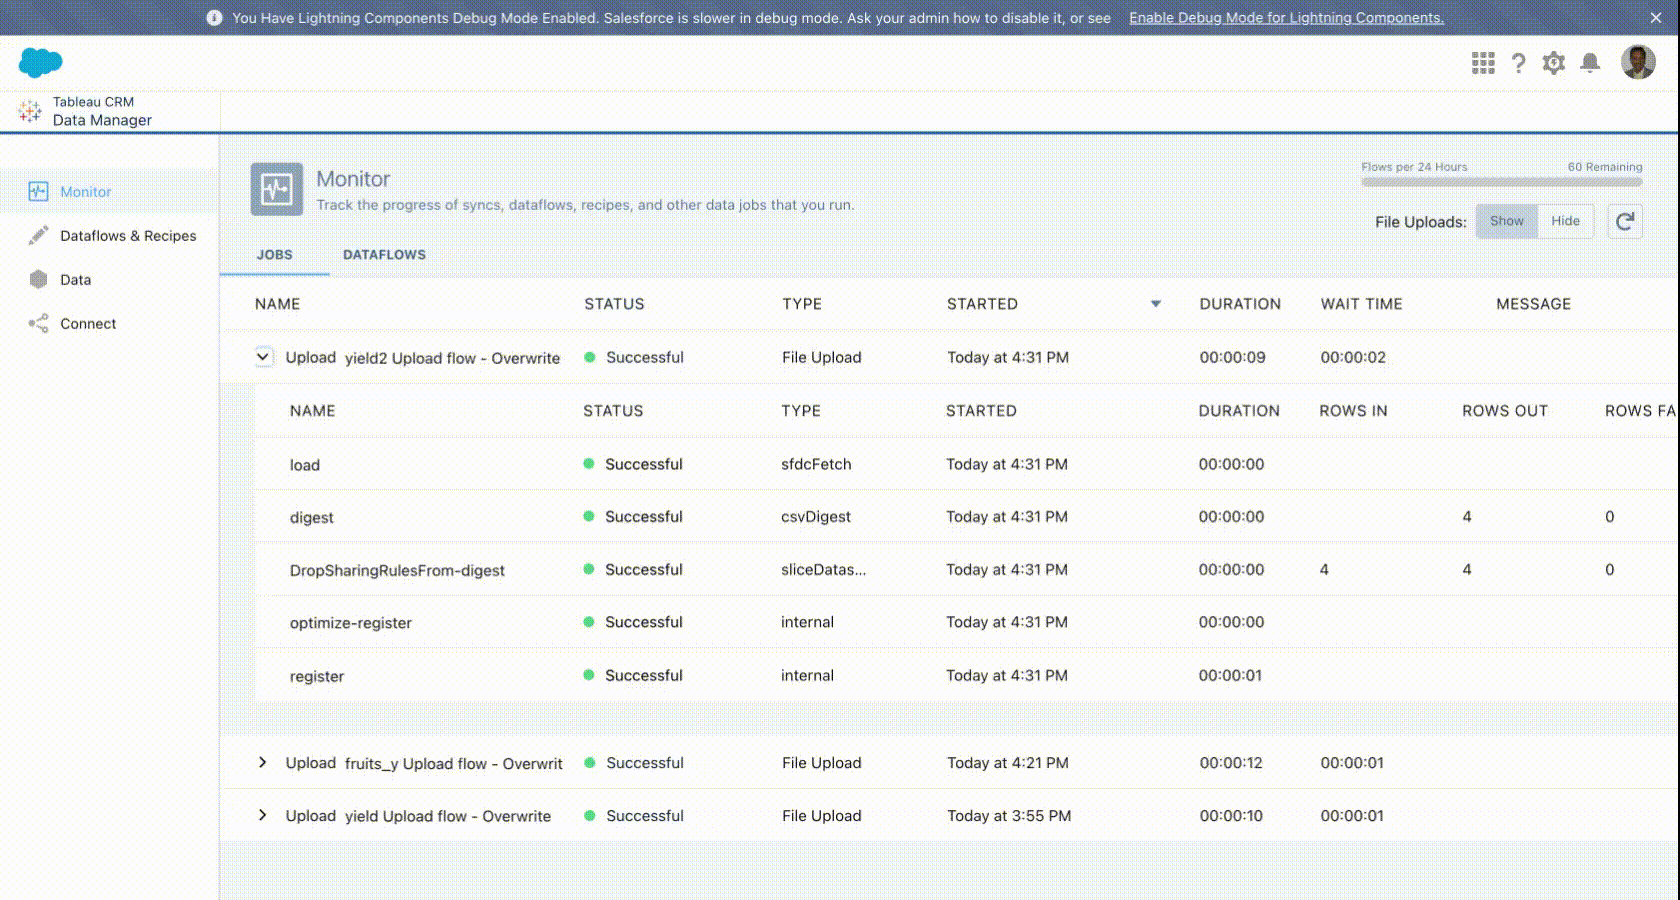 You Have Lightning Components Debug Mode Enabled. Salesforce is slower in debug mode. Ask your admin how to disable it, or see Enable Debug Mode for Lightning Components.
Tableau CRM
Data Manager
Monitor
Dataflows & Recipes
Data
Connect
Monitor
Track the progress of syncs, dataflows, recipes, and other data jobs that you run.
Flows per 24 Hours 60 Remaining
File Uploads: Show Hide
JOBS DATAFLOWS
NAME STATUS TYPE STARTED DURATION WAIT TIME MESSAGE
Upload yield2 Upload flow - Overwrite Successful File Upload Today at 4:31 PM 00:00:09 00:00:02
NAME STATUS TYPE STARTED DURATION ROWS IN ROWS OUT ROWS FA
load Successful sfdcFetch Today at 4:31 PM 00:00:00
digest Successful csvDigest Today at 4:31 PM 00:00:00 4 0
DropSharingRulesFrom-digest Successful sliceDatas... Today at 4:31 PM 00:00:00 4 4 0
optimize-register Successful internal Today at 4:31 PM 00:00:00
register Successful internal Today at 4:31 PM 00:00:01
Upload fruits_y Upload flow - Overwrit Successful File Upload Today at 4:21 PM 00:00:12 00:00:01
Upload yield Upload flow - Overwrite Successful File Upload Today at 3:55 PM 00:00:10 00:00:01